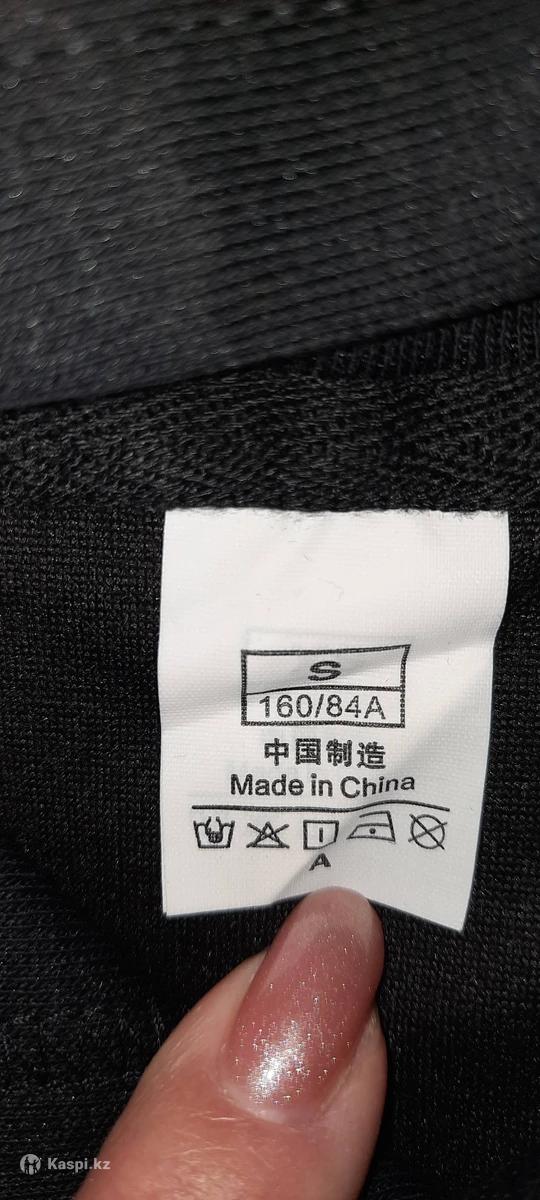 S
160/84A
中国制造
Made in China
A
Kaspi.kz